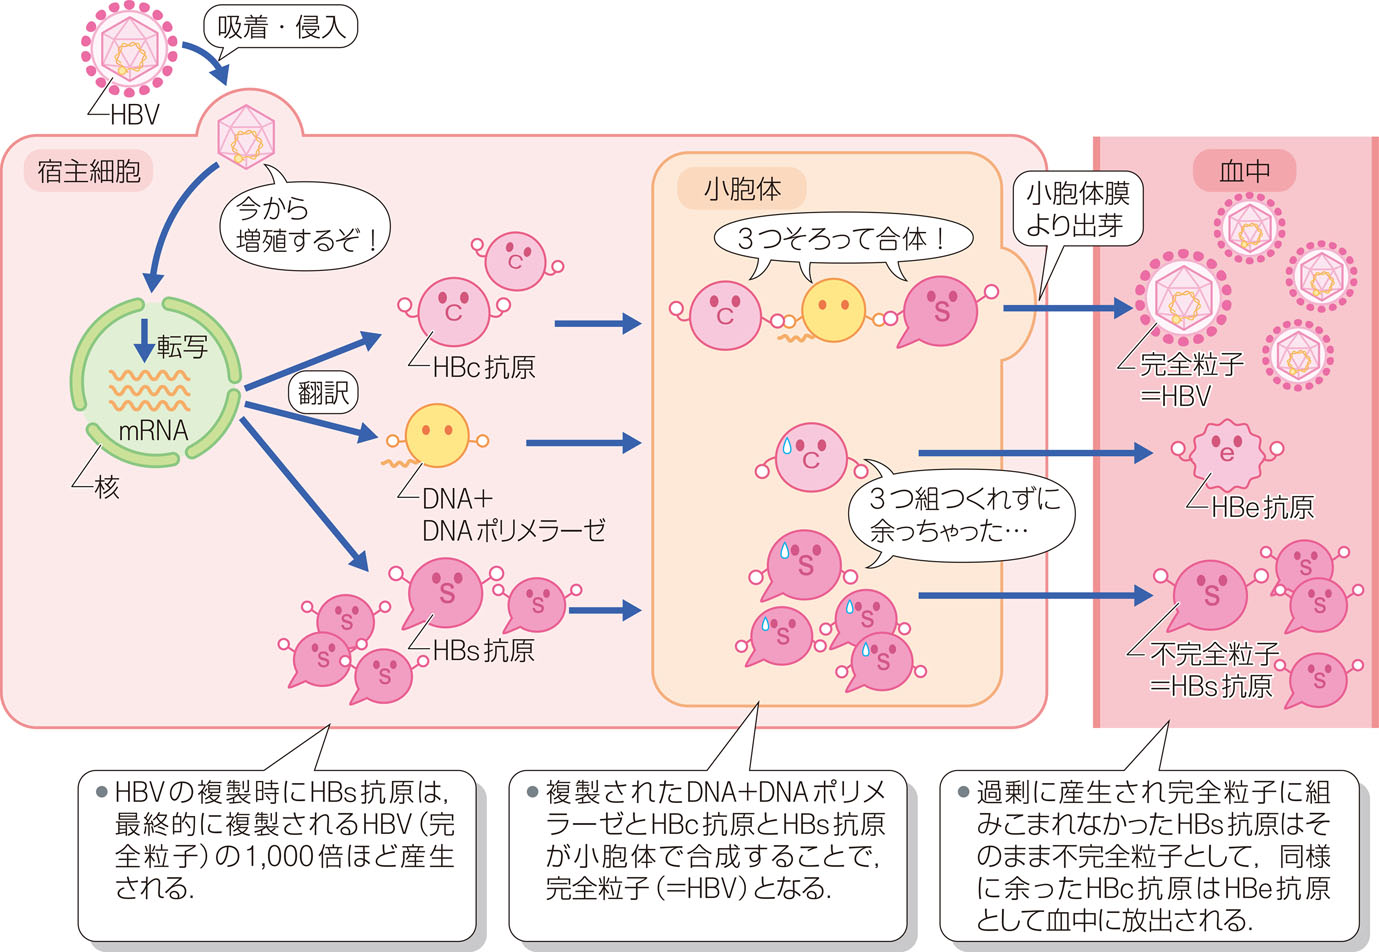 吸着・侵入
HBV
宿主細胞
今から
増殖するぞ！
転写
mRNA
核
翻訳
C
C
HBc抗原
DNA＋
DNAポリメラーゼ
S
S
S
S
S
HBs抗原
小胞体
3つそろって合体！
C
S
C
3つ組つくれずに
余っちゃった…
S
S
S
S
小胞体膜
より出芽
血中
完全粒子
＝HBV
e
HBe抗原
S
S
S
S
不完全粒子
＝HBs抗原
●HBVの複製時にHBs抗原は，
最終的に複製されるHBV（完
全粒子）の1,000倍ほど産生
される．
●複製されたDNA+DNAポリメ
ラーゼとHBc抗原とHBs抗原
が小胞体で合成することで，
完全粒子（＝HBV）となる．
●過剰に産生され完全粒子に組
みこまれなかったHBs抗原はそ
のまま不完全粒子として，同様
に余ったHBc抗原はHBe抗原
として血中に放出される．